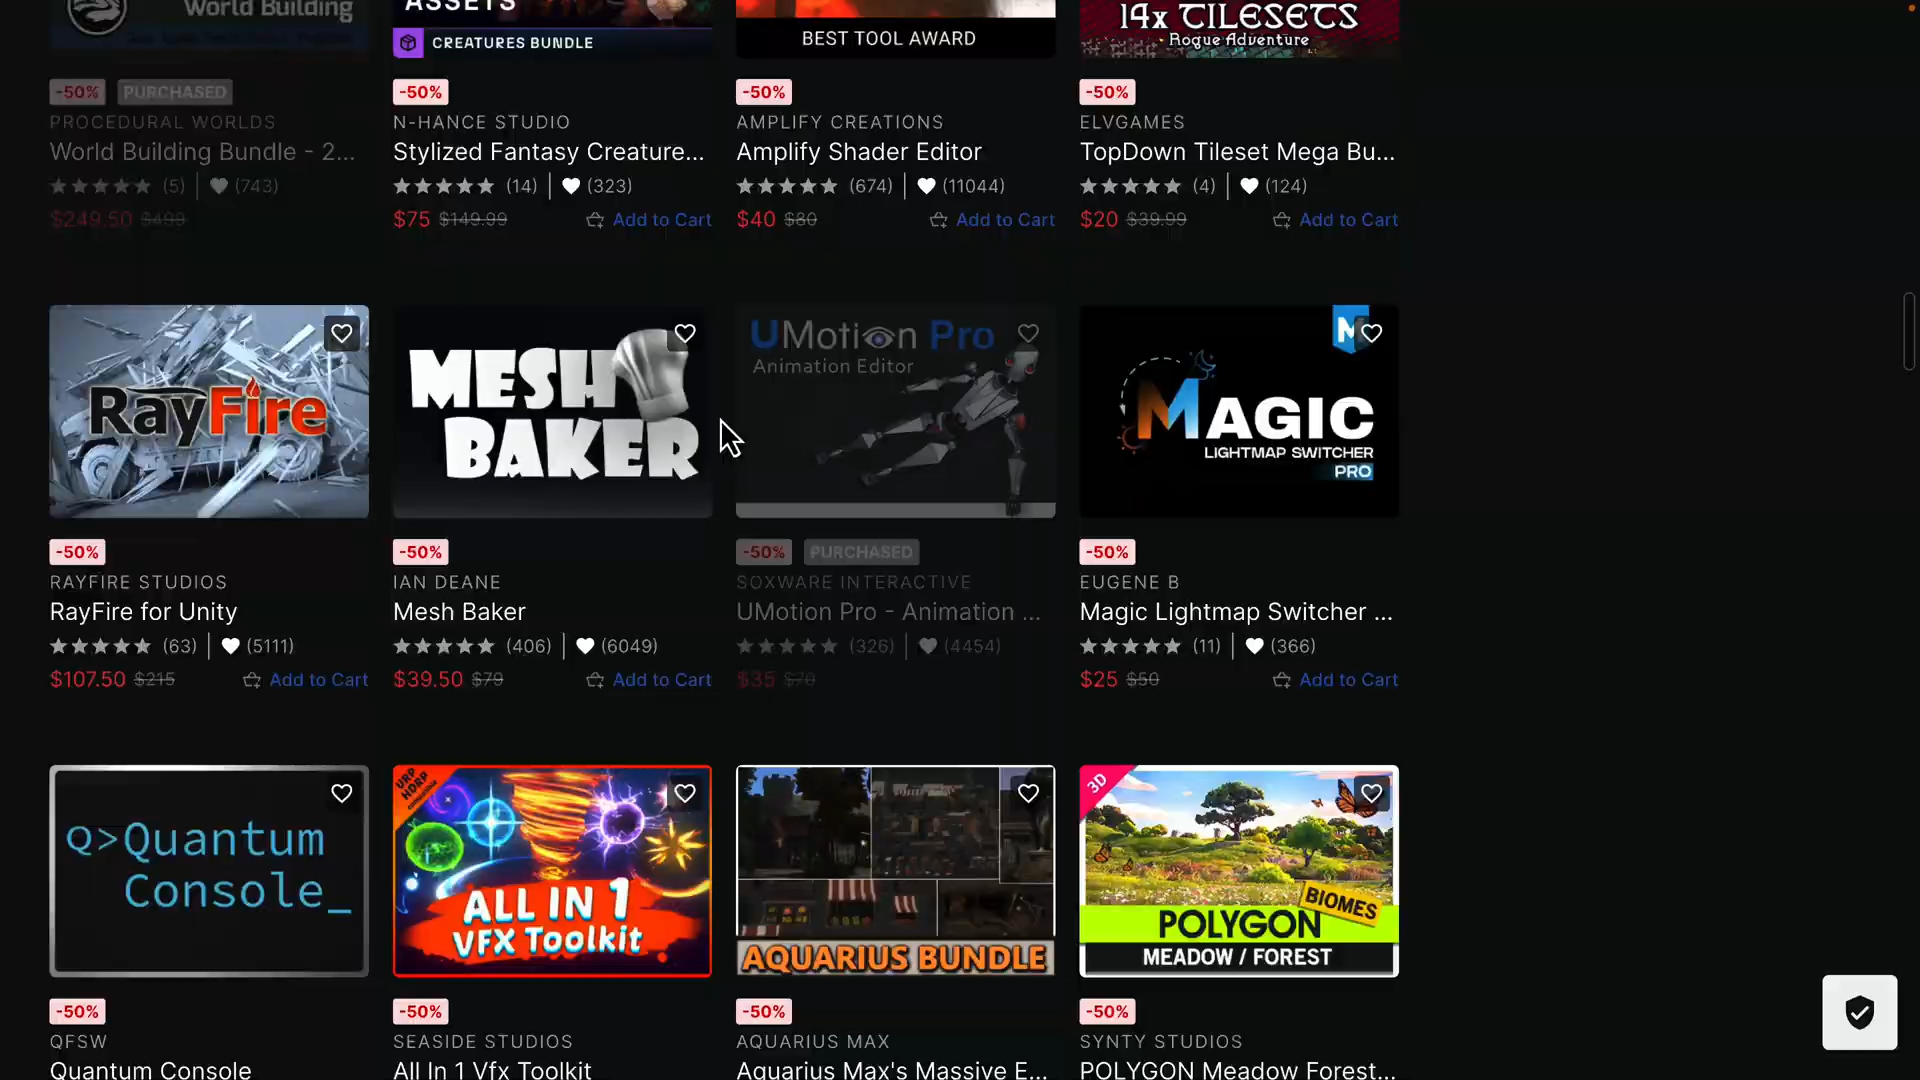 World Building
ASSETS
CREATURES BUNDLE
BEST TOOL AWARD
14x TILESETS
Rogue Adventure
-50% PURCHASED
PROCEDURAL WORLDS
World Building Bundle - 2...
(5) (743)
$249.50 $499
-50%
N-HANCE STUDIO
Stylized Fantasy Creature...
(14) (323)
$75 $149.99 Add to Cart
-50%
AMPLIFY CREATIONS
Amplify Shader Editor
(674) (11044)
$40 $80 Add to Cart
-50%
ELVGAMES
TopDown Tileset Mega Bu...
(4) (124)
$20 $39.99 Add to Cart
RayFire
-50%
RAYFIRE STUDIOS
RayFire for Unity
(63) (5111)
$107.50 $215 Add to Cart
MESH
BAKER
-50%
IAN DEANE
Mesh Baker
(406) (6049)
$39.50 $79 Add to Cart
UMotion Pro
Animation Editor
-50% PURCHASED
SOXWARE INTERACTIVE
UMotion Pro - Animation ...
(326) (4454)
$35 $70
MAGIC
LIGHTMAP SWITCHER
PRO
-50%
EUGENE B
Magic Lightmap Switcher ...
(11) (366)
$25 $50 Add to Cart
Q>Quantum
Console_
-50%
QFSW
Quantum Console
URP
HDRP
ALL IN 1
VFX Toolkit
-50%
SEASIDE STUDIOS
All In 1 Vfx Toolkit
AQUARIUS BUNDLE
-50%
AQUARIUS MAX
Aquarius Max's Massive E...
3D
BIOMES
POLYGON
MEADOW / FOREST
-50%
SYNTY STUDIOS
POLYGON Meadow Forest...